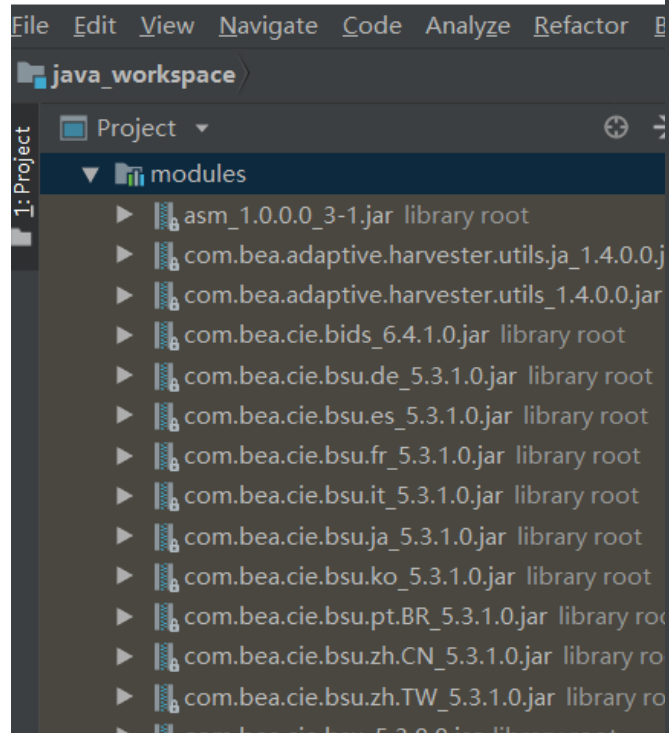 File Edit View Navigate Code Analyze Refactor B
java_workspace
1: Project
Project
modules
asm_1.0.0.0_3-1.jar library root
com.bea.adaptive.harvester.utils.ja_1.4.0.0.j
com.bea.adaptive.harvester.utils_1.4.0.0.jar
com.bea.cie.bids_6.4.1.0.jar library root
com.bea.cie.bsu.de_5.3.1.0.jar library root
com.bea.cie.bsu.es_5.3.1.0.jar library root
com.bea.cie.bsu.fr_5.3.1.0.jar library root
com.bea.cie.bsu.it_5.3.1.0.jar library root
com.bea.cie.bsu.ja_5.3.1.0.jar library root
com.bea.cie.bsu.ko_5.3.1.0.jar library root
com.bea.cie.bsu.pt.BR_5.3.1.0.jar library roo
com.bea.cie.bsu.zh.CN_5.3.1.0.jar library ro
com.bea.cie.bsu.zh.TW_5.3.1.0.jar library ro